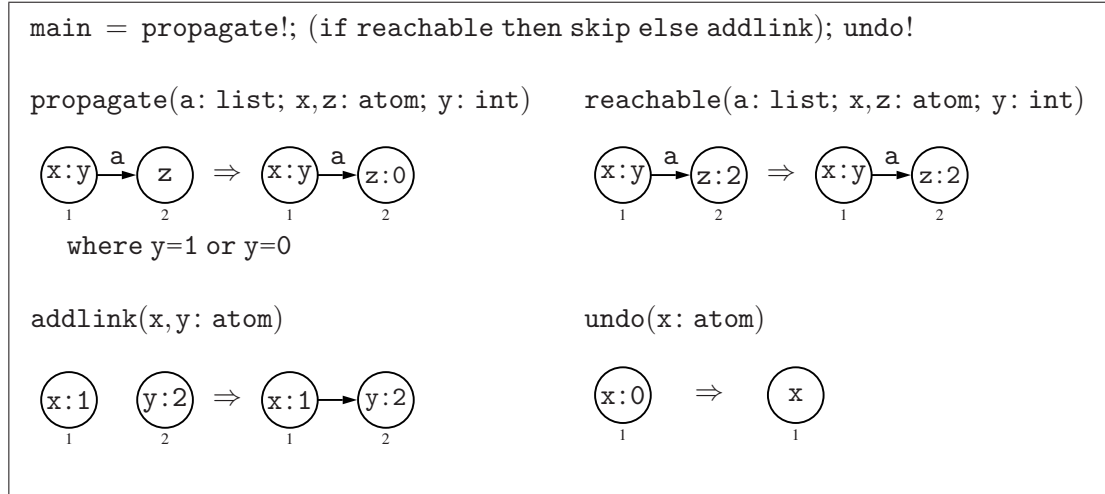 main = propagate!; (if reachable then skip else addlink); undo!
propagate(a: list; x,z: atom; y: int)
x:y a z ⇒ x:y a z:0
1 2 1 2
where y=1 or y=0
reachable(a: list; x,z: atom; y: int)
x:y a z:2 ⇒ x:y a z:2
1 2 1 2
addlink(x,y: atom)
x:1 y:2 ⇒ x:1 y:2
1 2 1 2
undo(x: atom)
x:0 ⇒ x
1 1